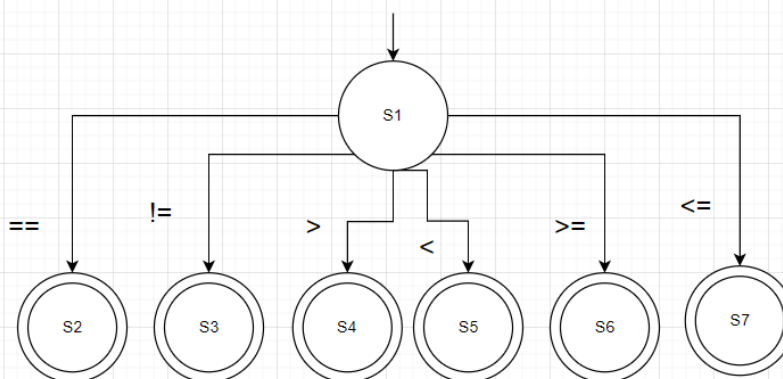 S1
==
!=
>
<
>=
<=
S2
S3
S4
S5
S6
S7